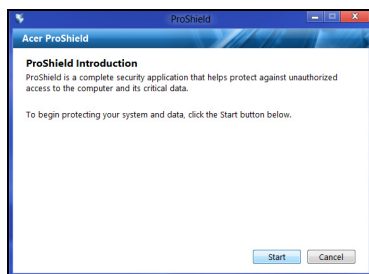 ProShield
Acer ProShield
ProShield Introduction
ProShield is a complete security application that helps protect against unauthorized
access to the computer and its critical data.
To begin protecting your system and data, click the Start button below.
Start Cancel